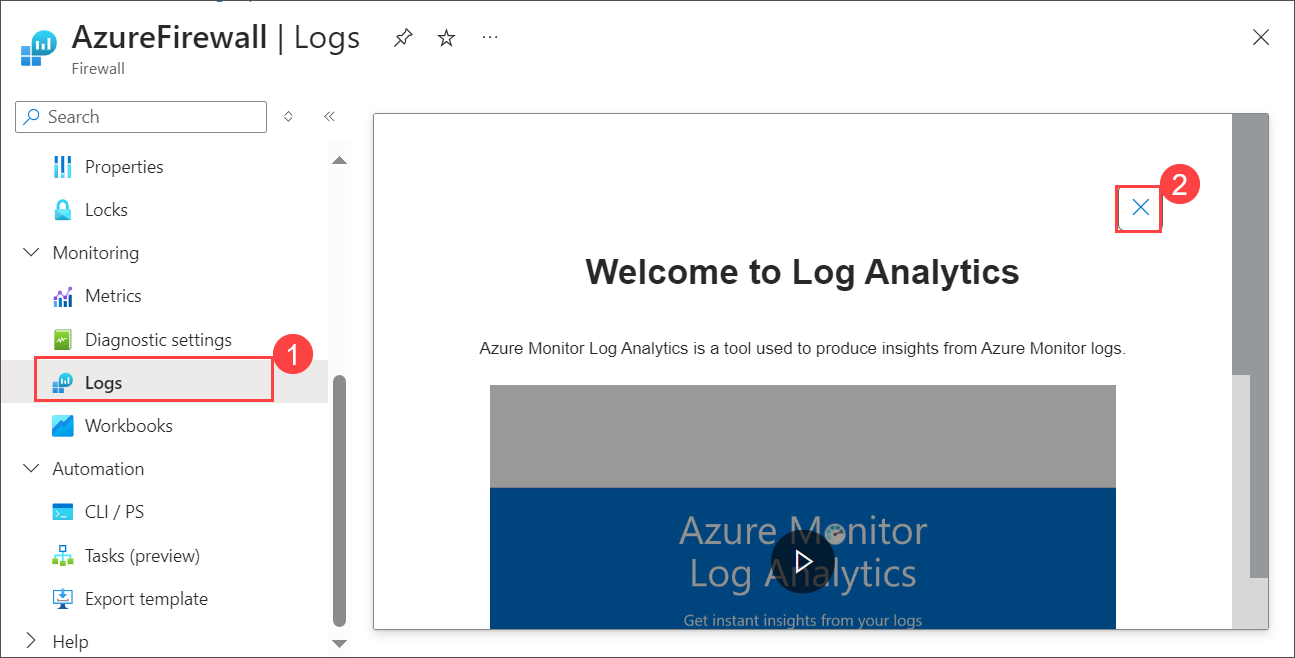 AzureFirewall | Logs
Firewall
Search
Properties
Locks
Monitoring
Metrics
Diagnostic settings
Logs
1
Workbooks
Automation
CLI / PS
Tasks (preview)
Export template
Help
2
Welcome to Log Analytics
Azure Monitor Log Analytics is a tool used to produce insights from Azure Monitor logs.
Azure Monitor
Log Analytics
Get instant insights from your logs